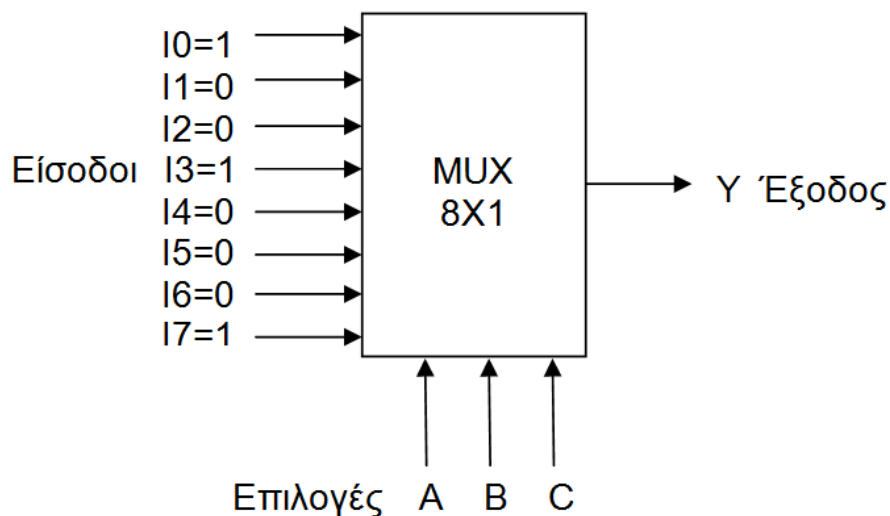 I0=1
I1=0
I2=0
Είσοδοι I3=1
I4=0
I5=0
I6=0
I7=1
MUX
8X1
Y Έξοδος
Επιλογές A B C